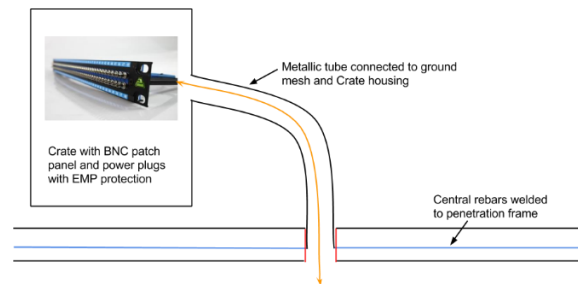 Metallic tube connected to ground
mesh and Crate housing
Crate with BNC patch
panel and power plugs
with EMP protection
Central rebars welded
to penetration frame